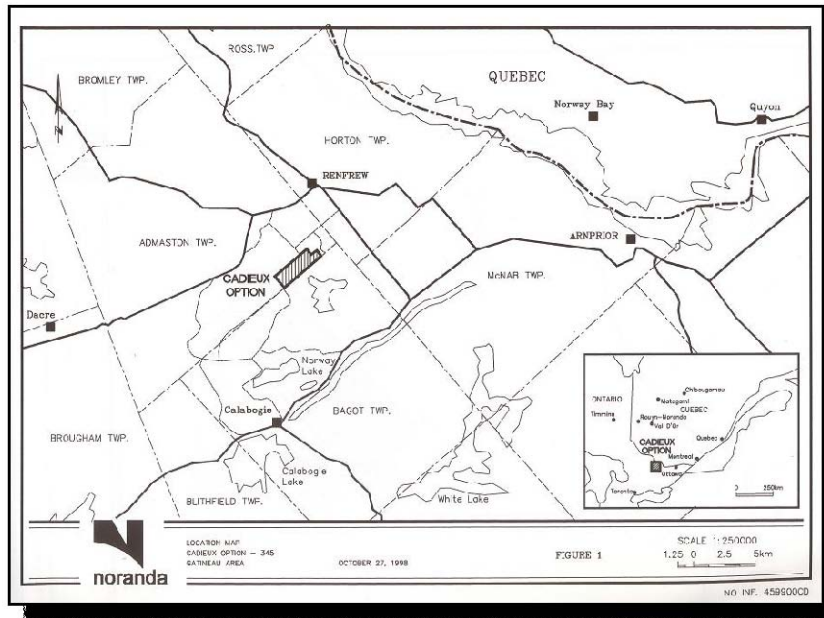 ROSS.TWP
BROMLEY TWP.
QUEBEC
Norway Bay
Quyon
N
HORTON TWP.
RENFREW
ADMASTON TWP.
ARNPRIOR
CADIEUX
OPTION
McNAB TWP.
Dacre
Norway
Lake
Calabogie
BAGOT TWP.
BROUGHAM TWP.
Calabogie
Lake
BLITHFIELD TWP.
White Lake
Chibougamau
ONTARIO
Matagami
QUEBEC
Timmins
Rouyn-Noranda
Val D'Or
Quebec
CADIEUX
OPTION
Montreal
Ottawa
Toronto
0 250km
noranda
LOCATION MAP
CADIEUX OPTION — 345
GATINEAU AREA
OCTOBER 27, 1998
FIGURE 1
SCALE 1:250000
1.25 0 2.5 5km
NO INF. 459900CD